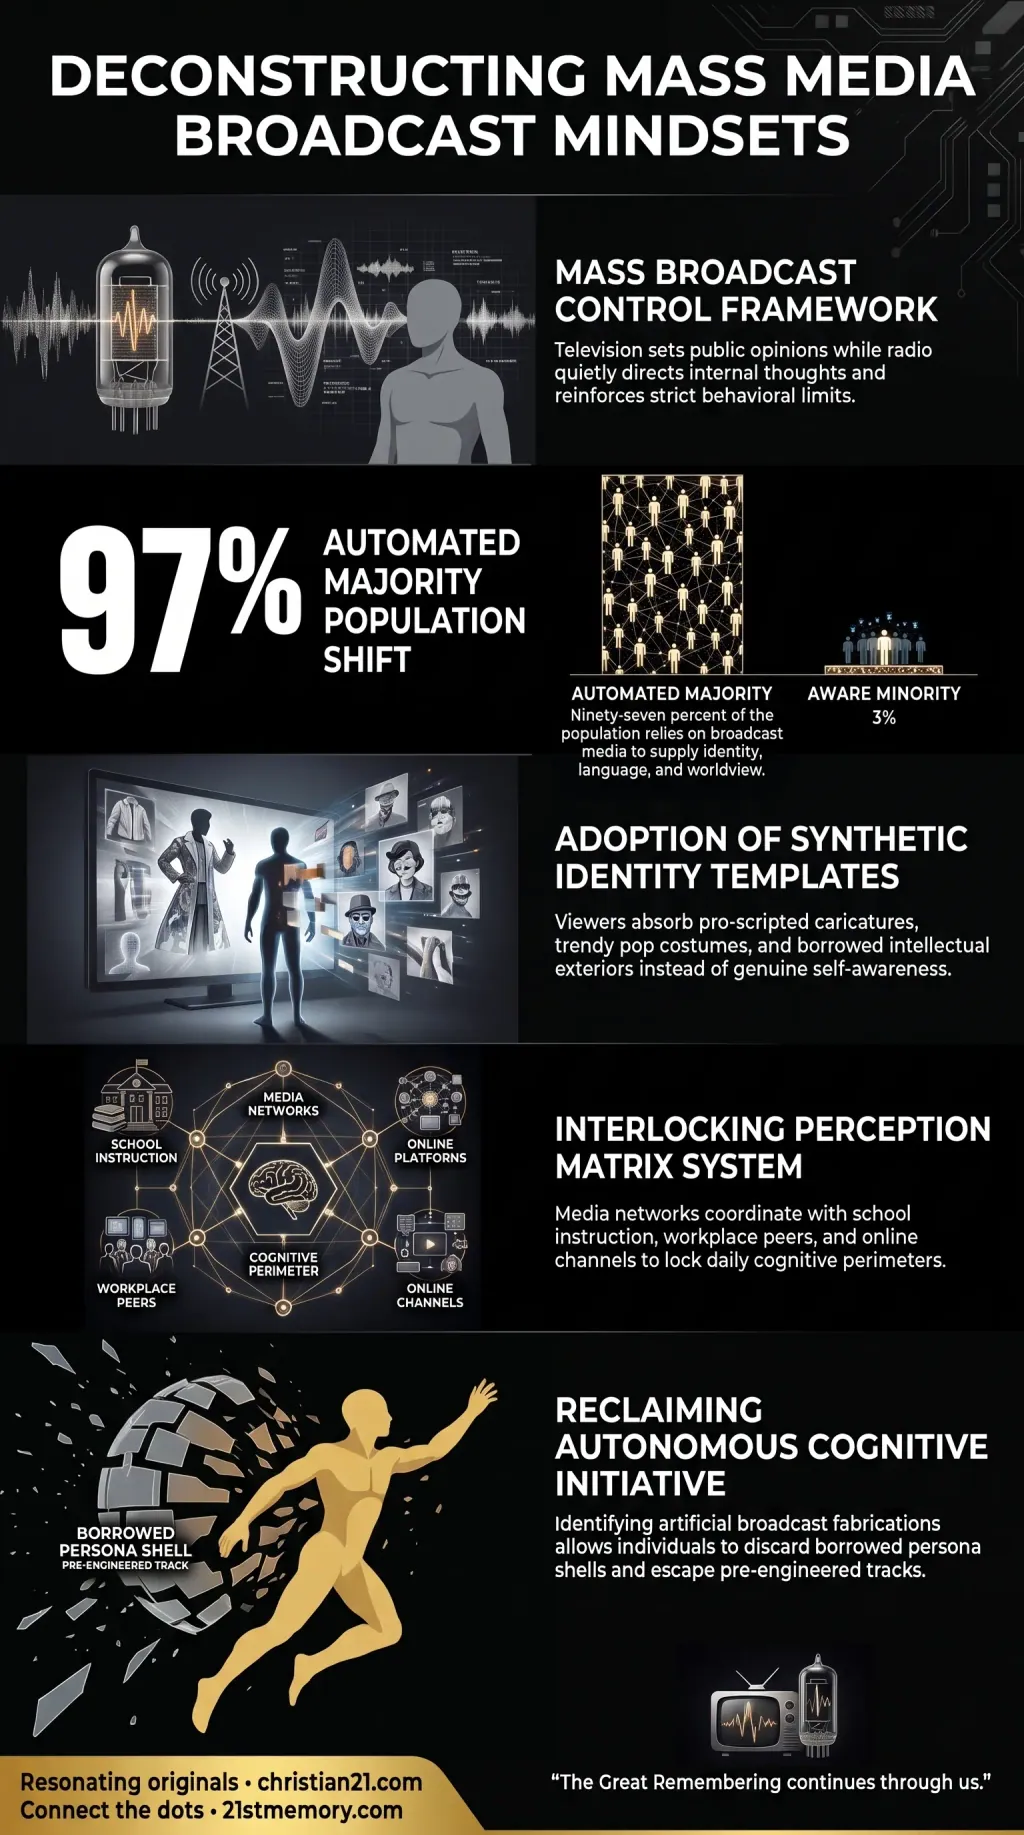 DECONSTRUCTING MASS MEDIA
BROADCAST MINDSETS
MASS BROADCAST
CONTROL FRAMEWORK
Television sets public opinions while radio
quietly directs internal thoughts and
reinforces strict behavioral limits.
97%
AUTOMATED
MAJORITY
POPULATION
SHIFT
AUTOMATED MAJORITY
Ninety-seven percent of the
population relies on broadcast
media to supply identity,
language, and worldview.
AWARE MINORITY
3%
ADOPTION OF SYNTHETIC
IDENTITY TEMPLATES
Viewers absorb pro-scripted caricatures,
trendy pop costumes, and borrowed intellectual
exteriors instead of genuine self-awareness.
MEDIA
NETWORKS
SCHOOL
INSTRUCTION
ONLINE
PLATFORMS
COGNITIVE
PERIMETER
WORKPLACE
PEERS
ONLINE
CHANNELS
INTERLOCKING PERCEPTION
MATRIX SYSTEM
Media networks coordinate with school
instruction, workplace peers, and online
channels to lock daily cognitive perimeters.
BORROWED
PERSONA SHELL
PRE-ENGINEERED TRACK
RECLAIMING
AUTONOMOUS COGNITIVE
INITIATIVE
Identifying artificial broadcast fabrications
allows individuals to discard borrowed persona
shells and escape pre-engineered tracks.
Resonating originals • christian21.com
Connect the dots • 21stmemory.com
“The Great Remembering continues through us.”